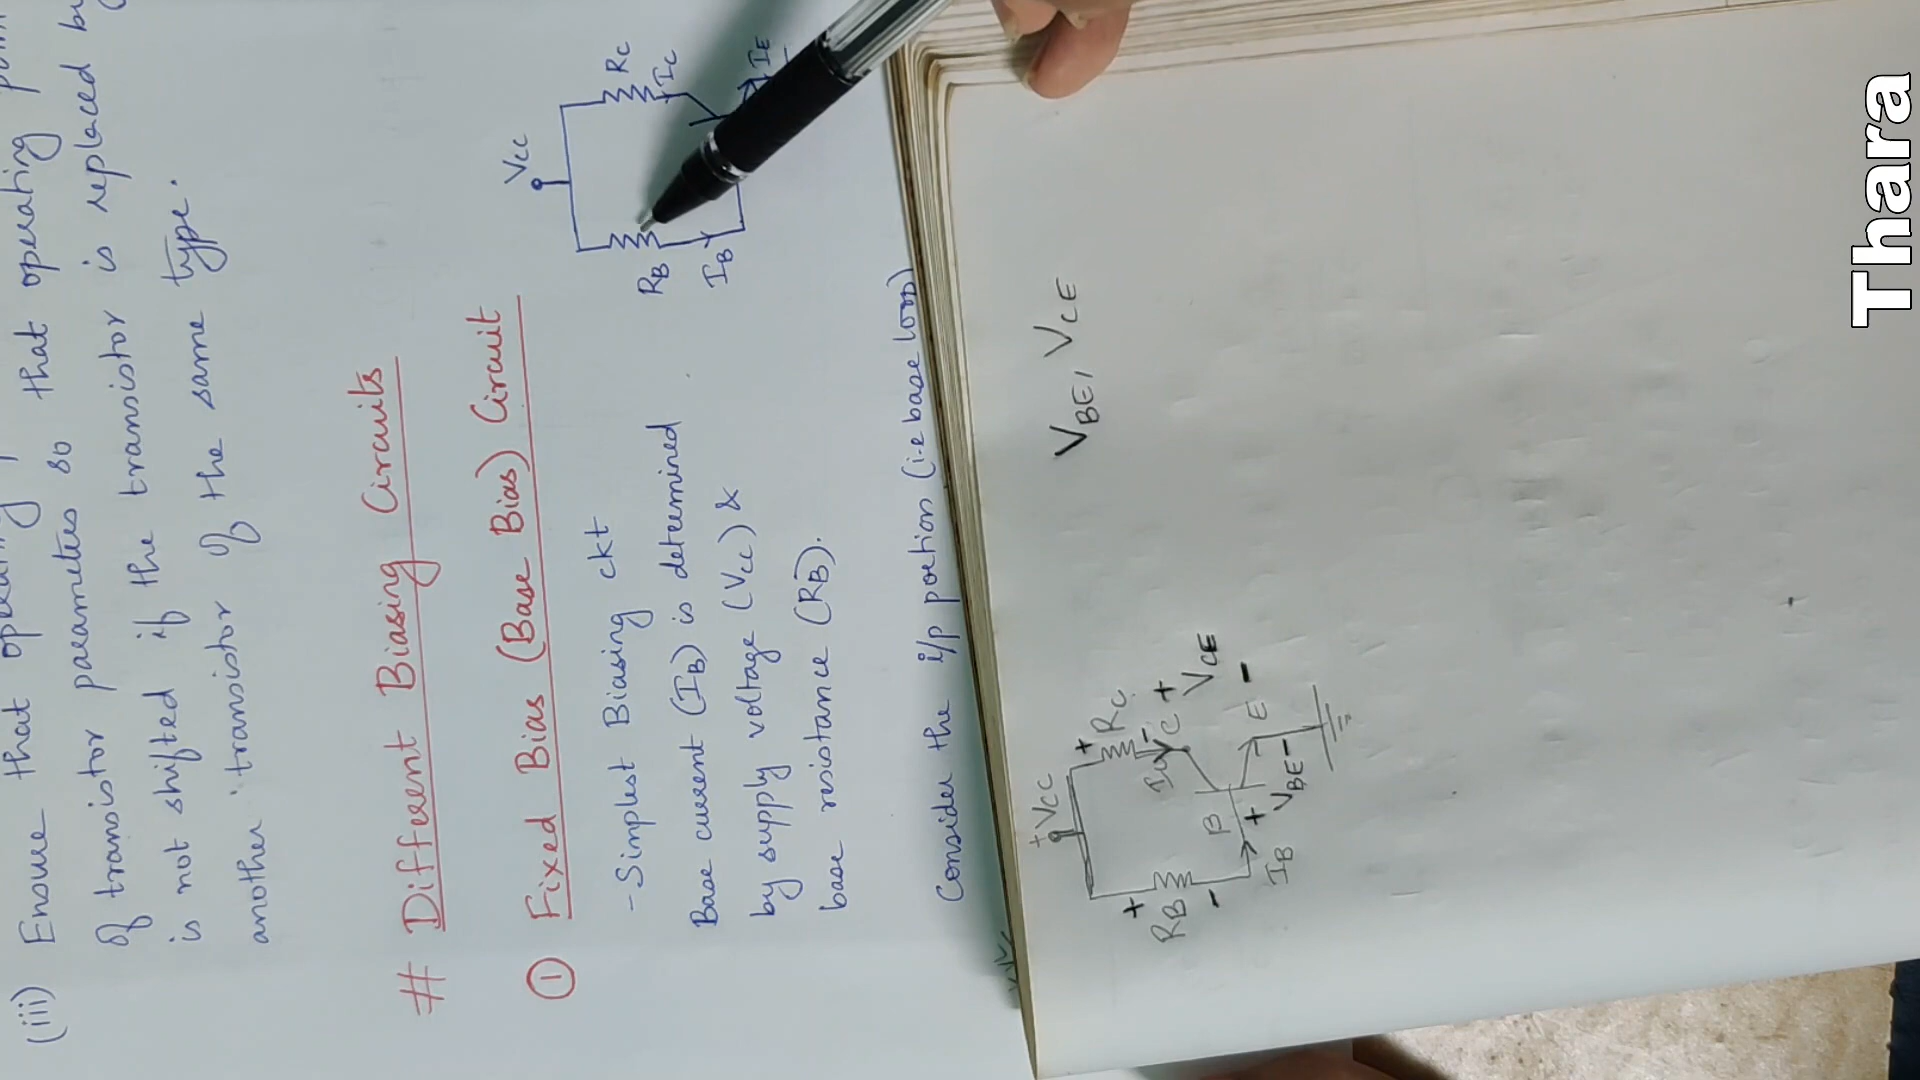 (iii) Ensure that operating that operating
of transistor parameters so
is not shifted if the transistor is replaced by
another transistor of the same type.
# Different Biasing Circuits
① Fixed Bias (Base Bias) Circuit
- Simplest Biasing ckt
Base current (IB) is determined
by supply voltage (Vcc) &
base resistance (RB).
Vcc
RB
RC
IC
IB
IE
Consider the i/p portion (i.e base loop)
VBE, VCE
+VCC
+
RB
-
+
RC
-
IC
C
+
VCE
B
IB
+
VBE
-
E
-
Thara